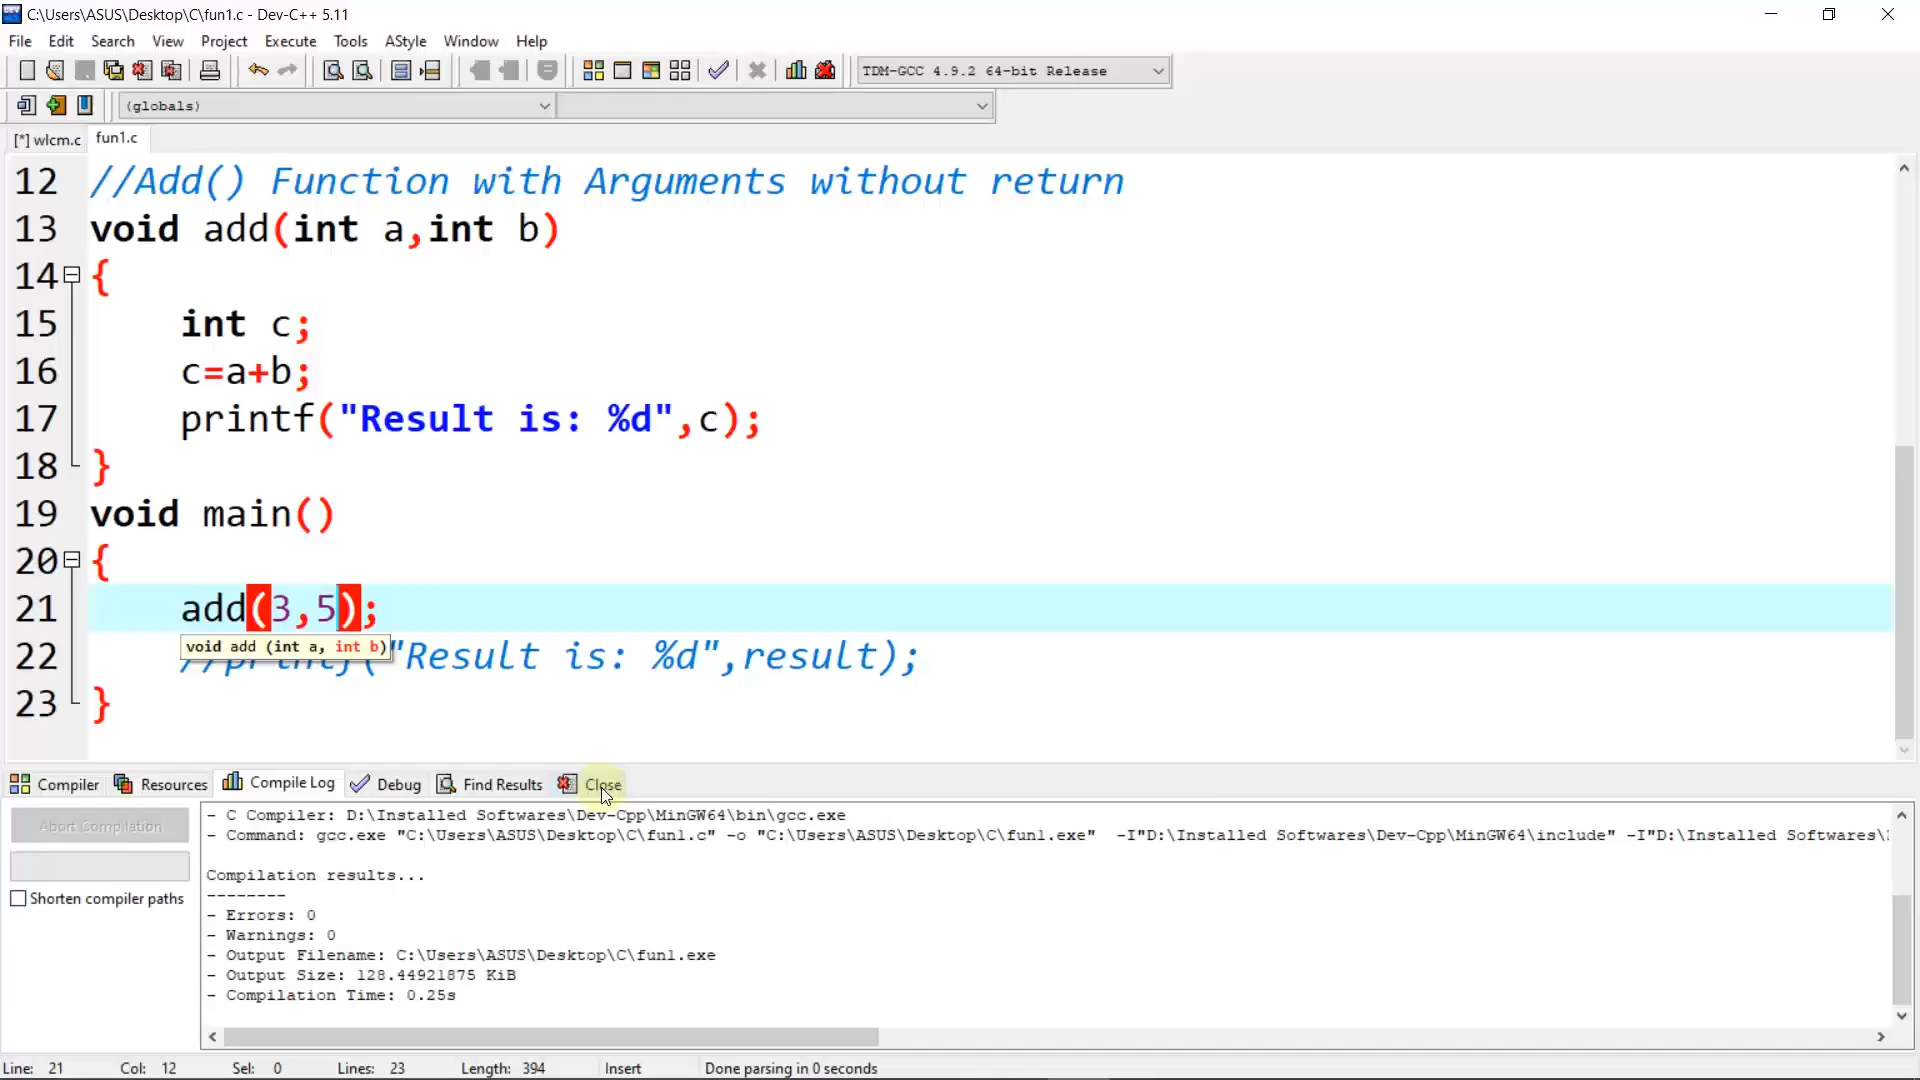 C:\Users\ASUS\Desktop\C\fun1.c - Dev-C++ 5.11
File Edit Search View Project Execute Tools AStyle Window Help
TDM-GCC 4.9.2 64-bit Release
(globals)
[*] wlcm.c fun1.c
12 //Add() Function with Arguments without return
13 void add(int a,int b)
14 {
15 int c;
16 c=a+b;
17 printf("Result is: %d",c);
18 }
19 void main()
20 {
21 add(3,5);
void add (int a, int b)
22 //printf("Result is: %d",result);
23 }
Compiler Resources Compile Log Debug Find Results Close
Abort Compilation
Shorten compiler paths
- C Compiler: D:\Installed Softwares\Dev-Cpp\MinGW64\bin\gcc.exe
- Command: gcc.exe "C:\Users\ASUS\Desktop\C\fun1.c" -o "C:\Users\ASUS\Desktop\C\fun1.exe" -I"D:\Installed Softwares\Dev-Cpp\MinGW64\include" -I"D:\Installed Softwares\
Compilation results...
--------
- Errors: 0
- Warnings: 0
- Output Filename: C:\Users\ASUS\Desktop\C\fun1.exe
- Output Size: 128.44921875 KiB
- Compilation Time: 0.25s
Line: 21 Col: 12 Sel: 0 Lines: 23 Length: 394 Insert Done parsing in 0 seconds